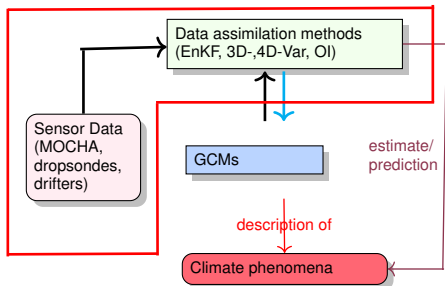 Data assimilation methods
(EnKF, 3D-,4D-Var, OI)
Sensor Data
(MOCHA,
dropsondes,
drifters)
GCMs
estimate/
prediction
description of
Climate phenomena